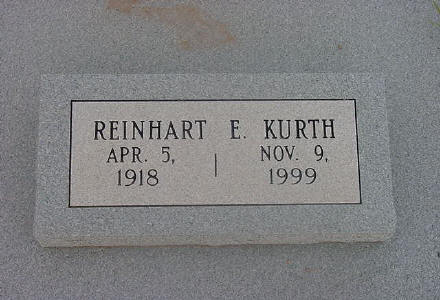 REINHART E. KURTH
APR. 5, | NOV. 9,
1918 1999